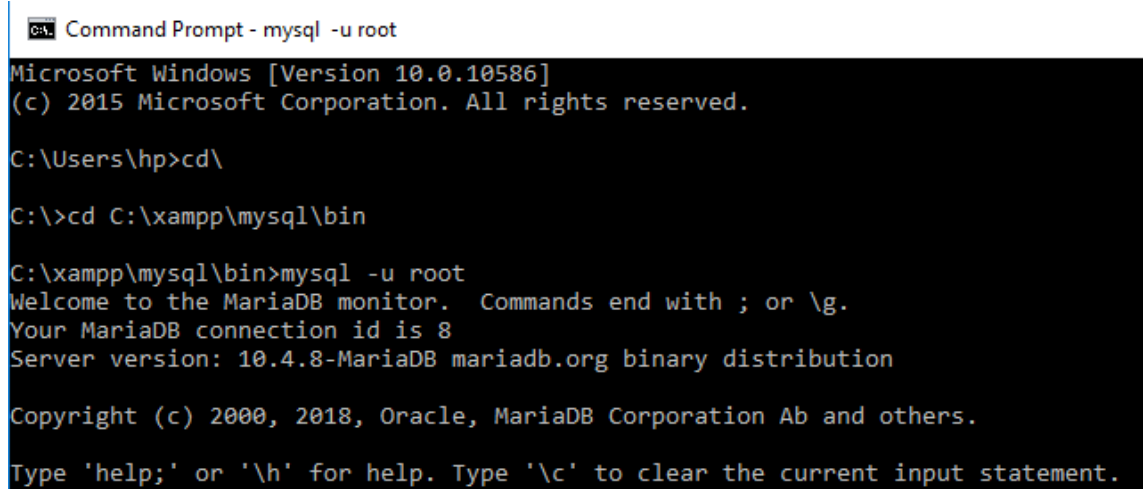 Command Prompt - mysql  -u root
Microsoft Windows [Version 10.0.10586]
(c) 2015 Microsoft Corporation. All rights reserved.
C:\Users\hp>cd\
C:\>cd C:\xampp\mysql\bin
C:\xampp\mysql\bin>mysql -u root
Welcome to the MariaDB monitor.  Commands end with ; or \g.
Your MariaDB connection id is 8
Server version: 10.4.8-MariaDB mariadb.org binary distribution
Copyright (c) 2000, 2018, Oracle, MariaDB Corporation Ab and others.
Type 'help;' or '\h' for help. Type '\c' to clear the current input statement.